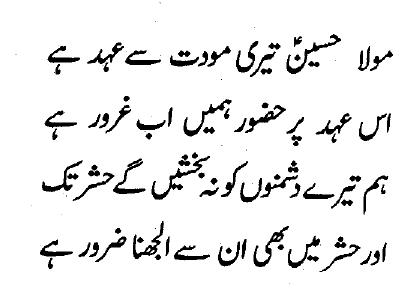 مولا حسینؑ تیری مودت سے عہد ہے
اس عہد پر حضور ہمیں اب غرور ہے
ہم تیرے دشمنوں کو نہ بخشیں گے حشر تک
اور حشر میں بھی ان سے الجھنا ضرور ہے